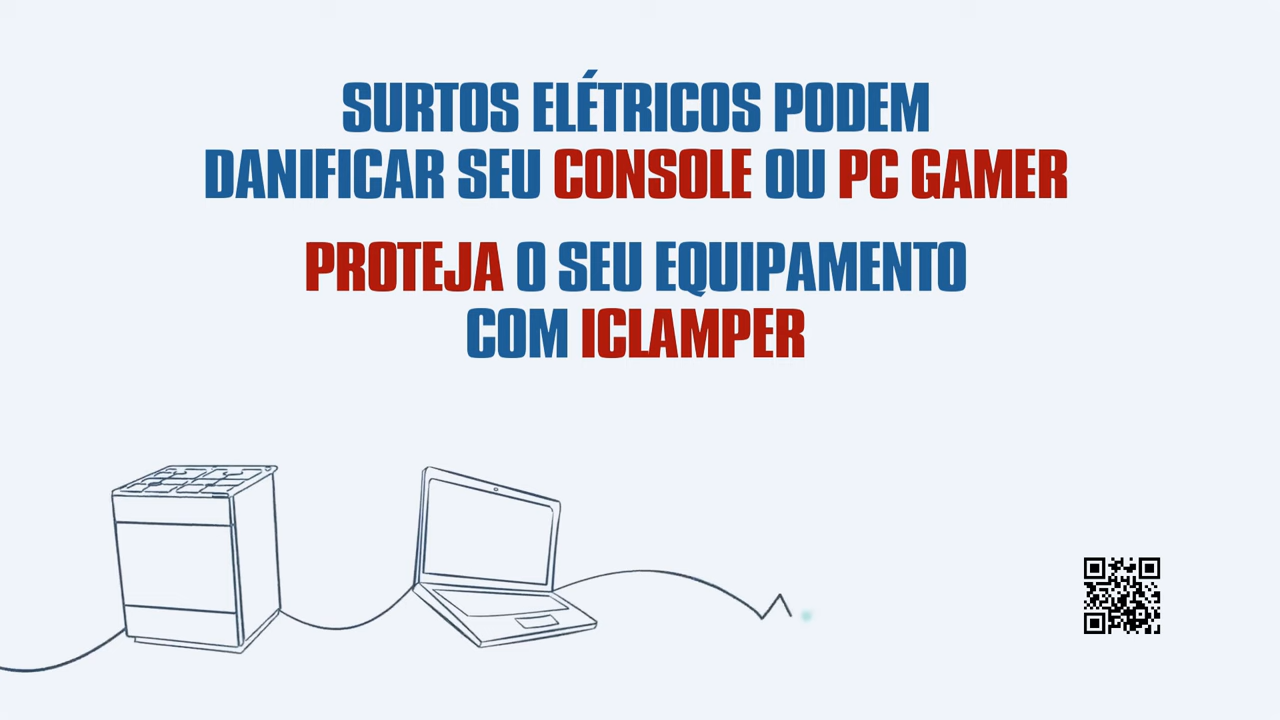 SURTOS ELÉTRICOS PODEM
DANIFICAR SEU CONSOLE OU PC GAMER
PROTEJA O SEU EQUIPAMENTO
COM ICLAMPER